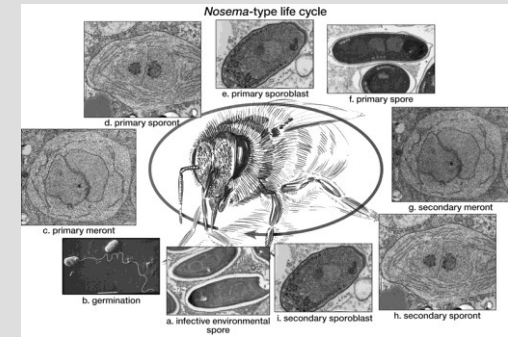 Nosema-type life cycle
e. primary sporoblast
f. primary spore
d. primary sporont
c. primary meront
g. secondary meront
b. germination
a. infective environmental
spore
i. secondary sporoblast
h. secondary sporont